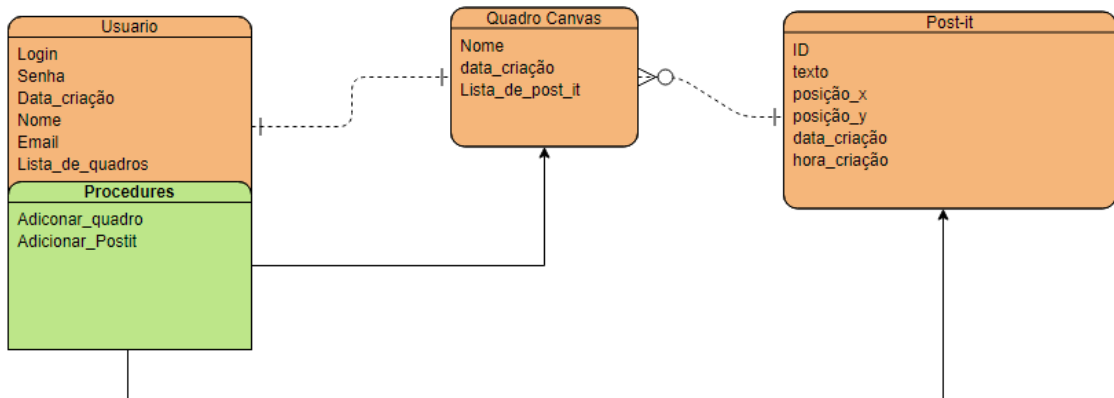 Usuario
Login
Senha
Data_criação
Nome
Email
Lista_de_quadros
Procedures
Adiconar_quadro
Adicionar_Postit
Quadro Canvas
Nome
data_criação
Lista_de_post_it
Post-it
ID
texto
posição_x
posição_y
data_criação
hora_criação